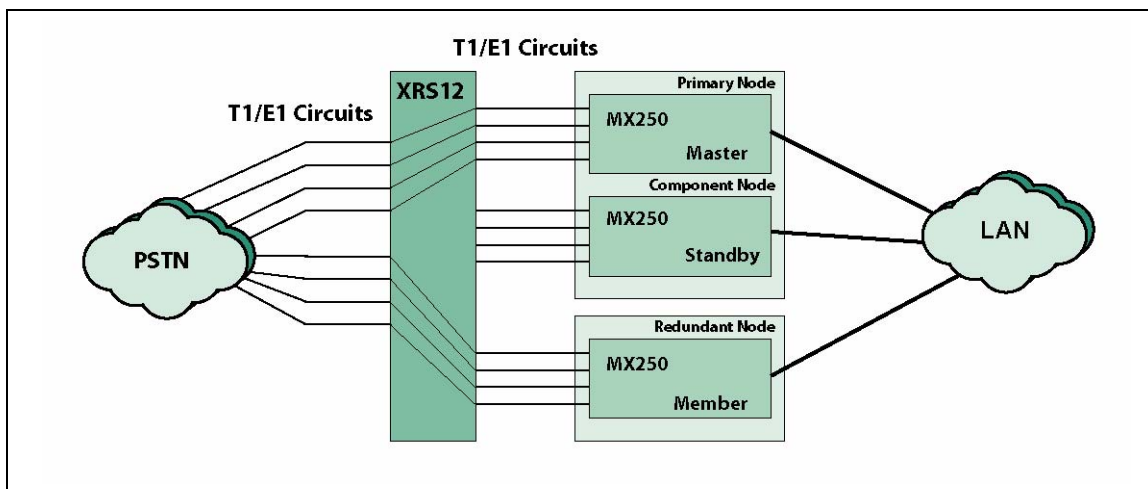 T1/E1 Circuits
T1/E1 Circuits
XRS12
Primary Node
MX250
Master
Component Node
MX250
Standby
Redundant Node
MX250
Member
PSTN
LAN